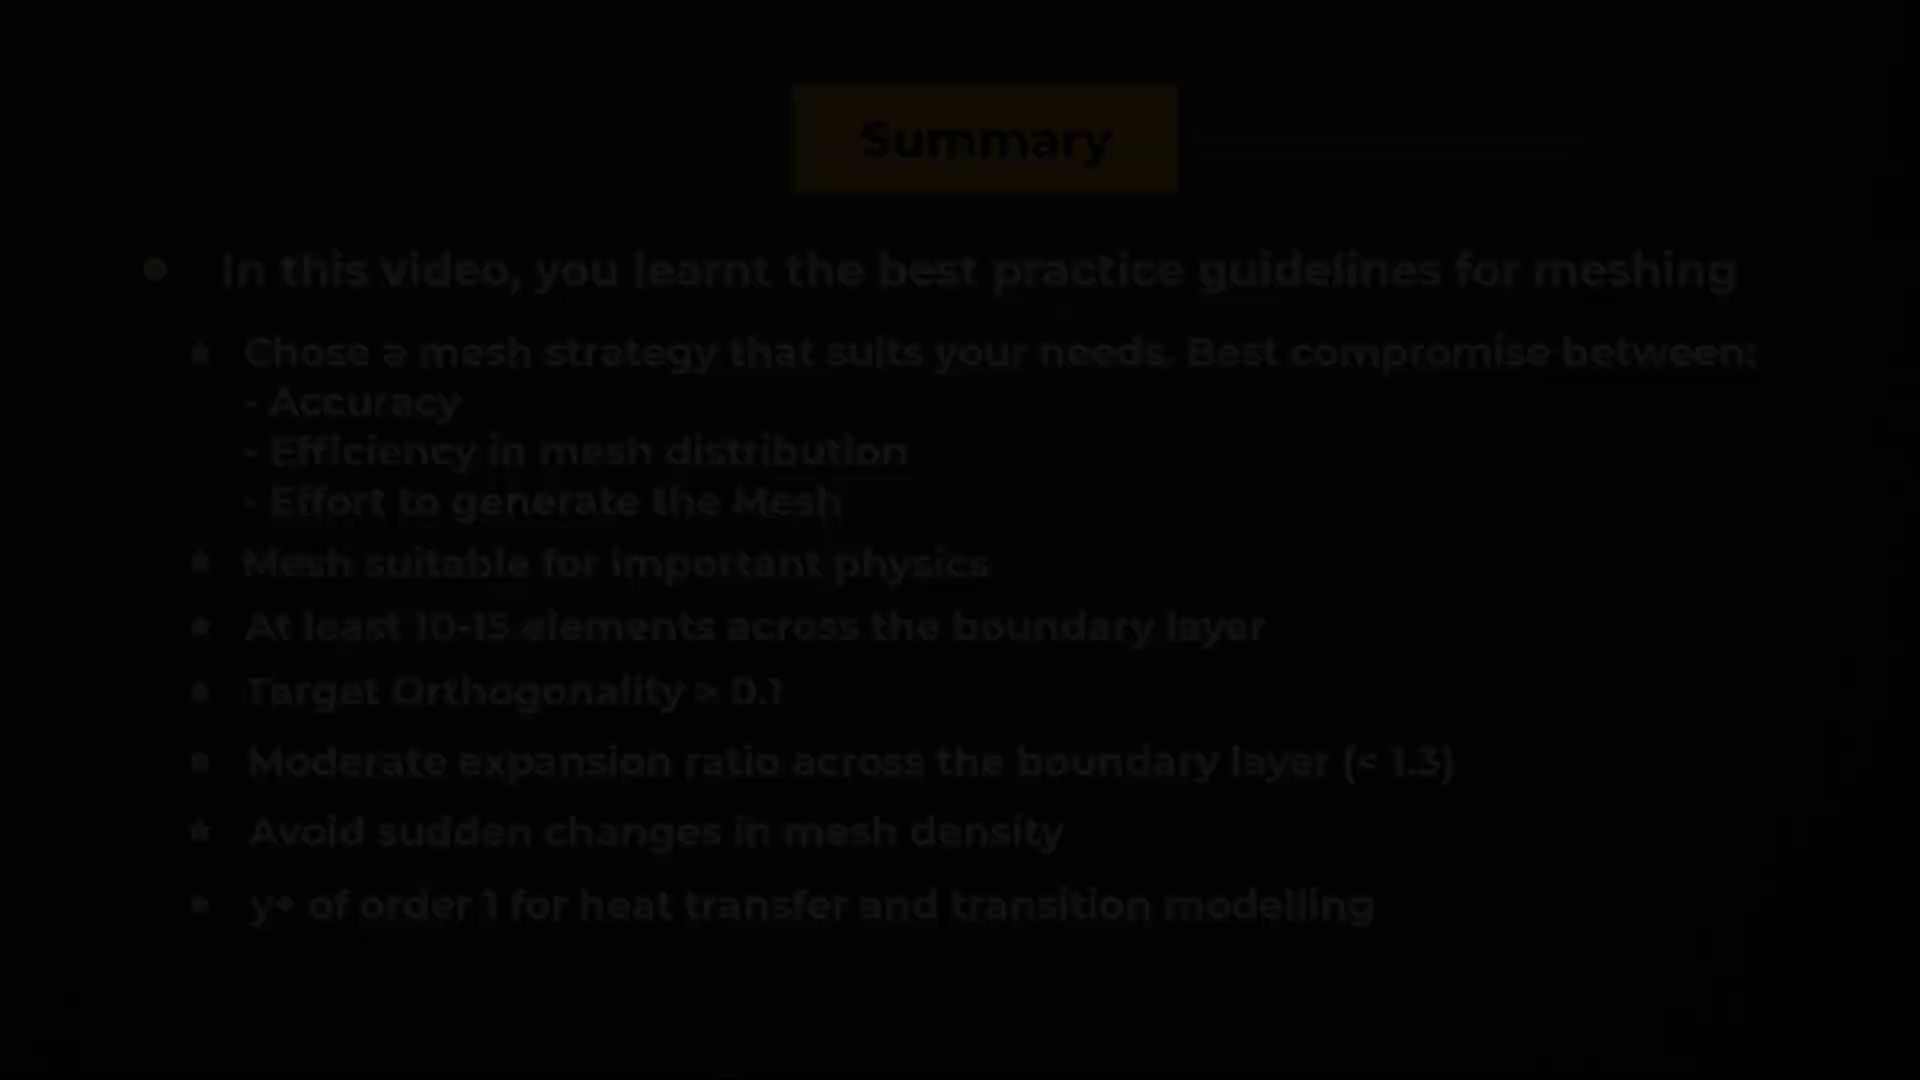 Summary
In this video, you learnt the best practice guidelines for meshing
Chose a mesh strategy that suits your needs. Best compromise between:
- Accuracy
- Efficiency in mesh distribution
- Effort to generate the Mesh
Mesh suitable for important physics
At least 10-15 elements across the boundary layer
Target Orthogonality > 0.1
Moderate expansion ratio across the boundary layer (< 1.3)
Avoid sudden changes in mesh density
y+ of order 1 for heat transfer and transition modelling